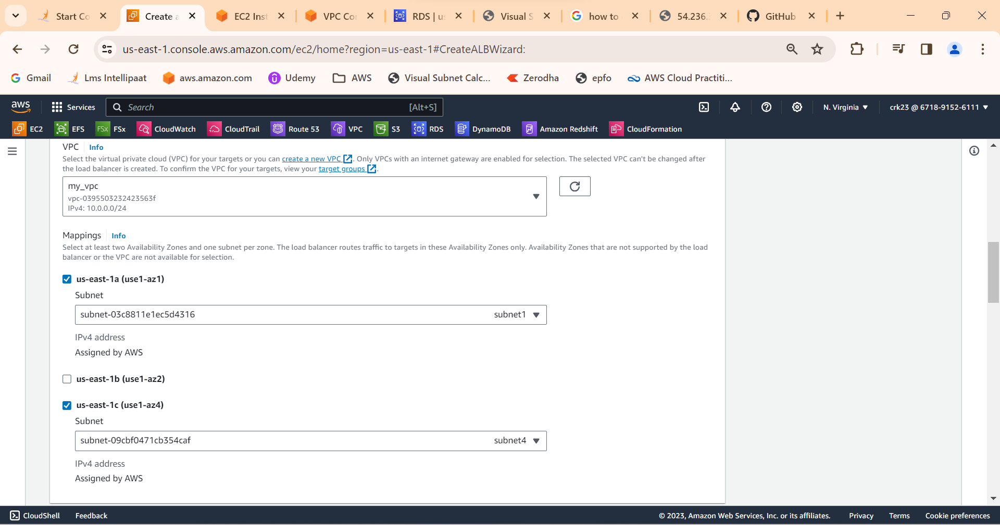 Start Co
Create a
EC2 Inst
VPC Con
RDS | us
Visual S
how to
54.236.
GitHub
us-east-1.console.aws.amazon.com/ec2/home?region=us-east-1#CreateALBWizard:
Gmail
Lms Intellipaat
aws.amazon.com
Udemy
AWS
Visual Subnet Calc...
Zerodha
epfo
AWS Cloud Practiti...
aws
Services
Search
[Alt+S]
N. Virginia
crk23 @ 6718-9152-6111
EC2
EFS
FSx
FSx
CloudWatch
CloudTrail
Route 53
VPC
S3
RDS
DynamoDB
Amazon Redshift
CloudFormation
VPC Info
Select the virtual private cloud (VPC) for your targets or you can create a new VPC. Only VPCs with an internet gateway are enabled for selection. The selected VPC can't be changed after
the load balancer is created. To confirm the VPC for your targets, view your target groups.
my_vpc
vpc-0395503232423563f
IPv4: 10.0.0.0/24
Mappings Info
Select at least two Availability Zones and one subnet per zone. The load balancer routes traffic to targets in these Availability Zones only. Availability Zones that are not supported by the load
balancer or the VPC are not available for selection.
us-east-1a (use1-az1)
Subnet
subnet-03c8811e1ec5d4316 subnet1
IPv4 address
Assigned by AWS
us-east-1b (use1-az2)
us-east-1c (use1-az4)
Subnet
subnet-09cbf0471cb354caf subnet4
IPv4 address
Assigned by AWS
CloudShell
Feedback
© 2023, Amazon Web Services, Inc. or its affiliates.
Privacy
Terms
Cookie preferences